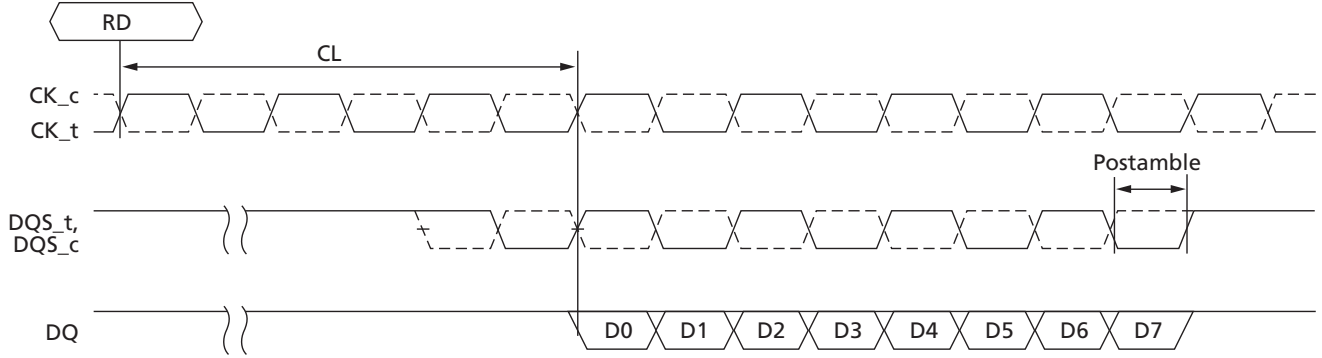 RD
CL
CK_c
CK_t
Postamble
DQS_t,
DQS_c
DQ
D0 D1 D2 D3 D4 D5 D6 D7